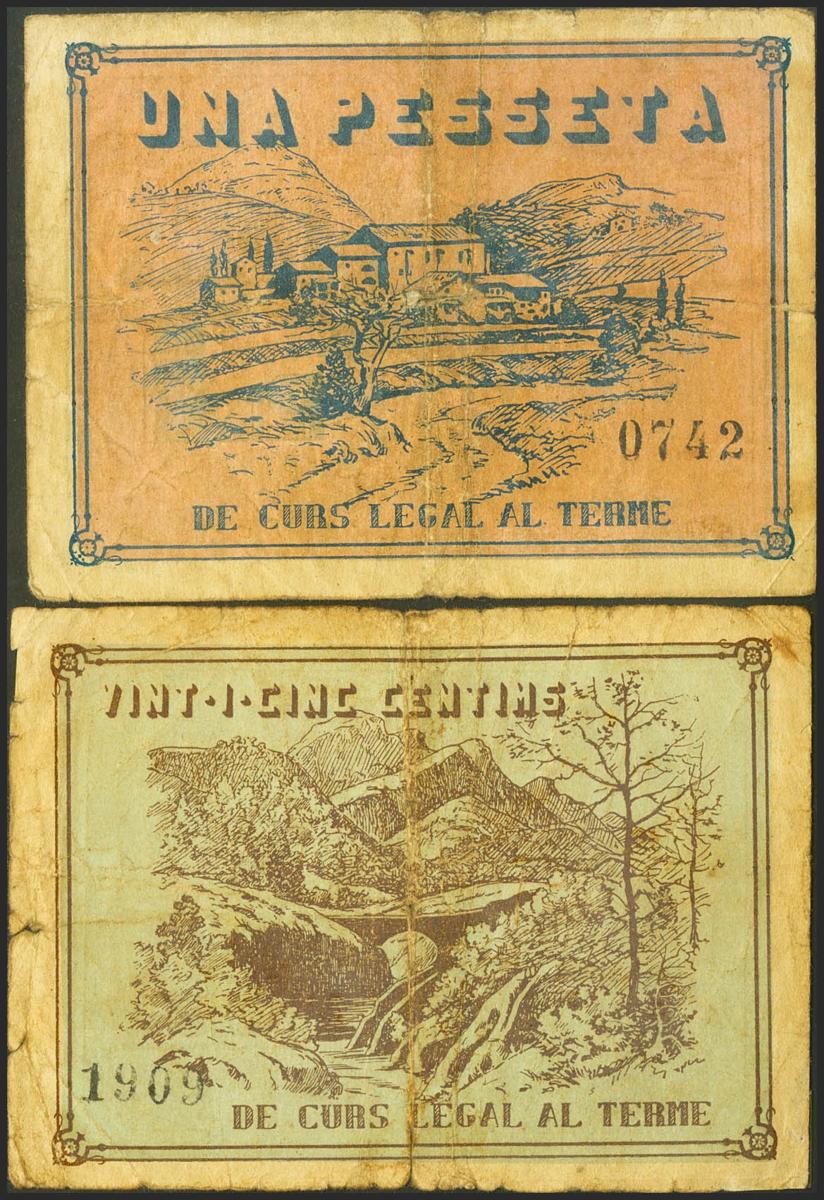 UNA PESSETA
0742
DE CURS LEGAL AL TERME
VINT·I·CINC CENTIMS
1909
DE CURS LEGAL AL TERME